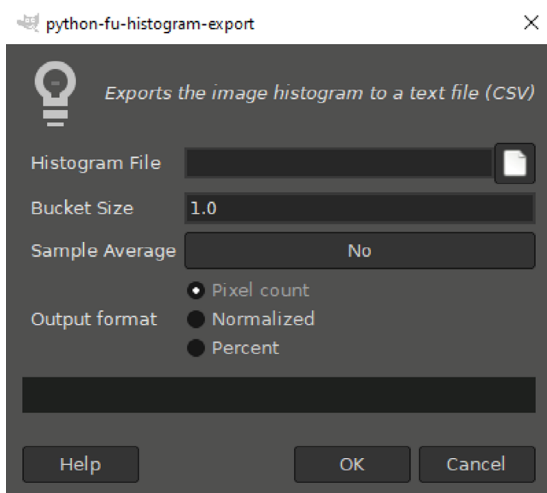 python-fu-histogram-export
Exports the image histogram to a text file (CSV)
Histogram File
Bucket Size 1.0
Sample Average No
Pixel count
Output format Normalized
Percent
Help OK Cancel